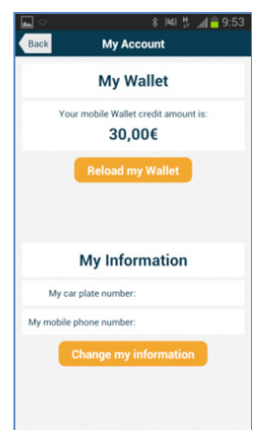 9:53
Back
My Account
My Wallet
Your mobile Wallet credit amount is:
30,00€
Reload my Wallet
My Information
My car plate number:
My mobile phone number:
Change my information